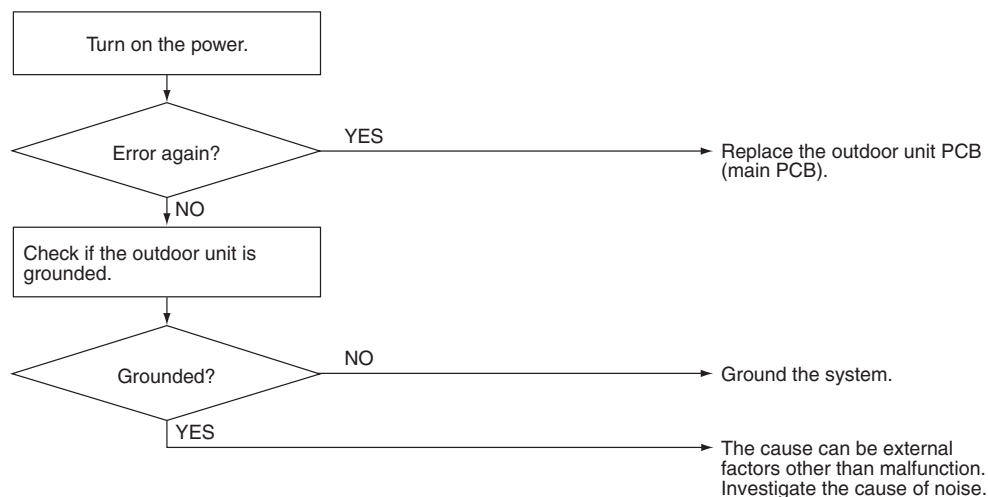 Turn on the power.
Error again?
YES
Replace the outdoor unit PCB
(main PCB).
NO
Check if the outdoor unit is
grounded.
Grounded?
NO
Ground the system.
YES
The cause can be external
factors other than malfunction.
Investigate the cause of noise.